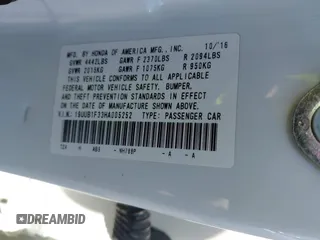 MFD. BY HONDA OF AMERICA MFG., INC. 10/16
GVWR 4442LBS GAWR F 2370LBS R 2094LBS
GVWR 2015KG GAWR F 1075KG R 950KG
THIS VEHICLE CONFORMS TO ALL APPLICABLE
FEDERAL MOTOR VEHICLE SAFETY, BUMPER,
AND THEFT PREVENTION STANDARDS IN EFFECT
ON THE DATE OF MANUFACTURE SHOWN ABOVE.
V.I.N.: 19UUB1F33HA005252 TYPE: PASSENGER CAR
NH788P - A - A
DREAMBID